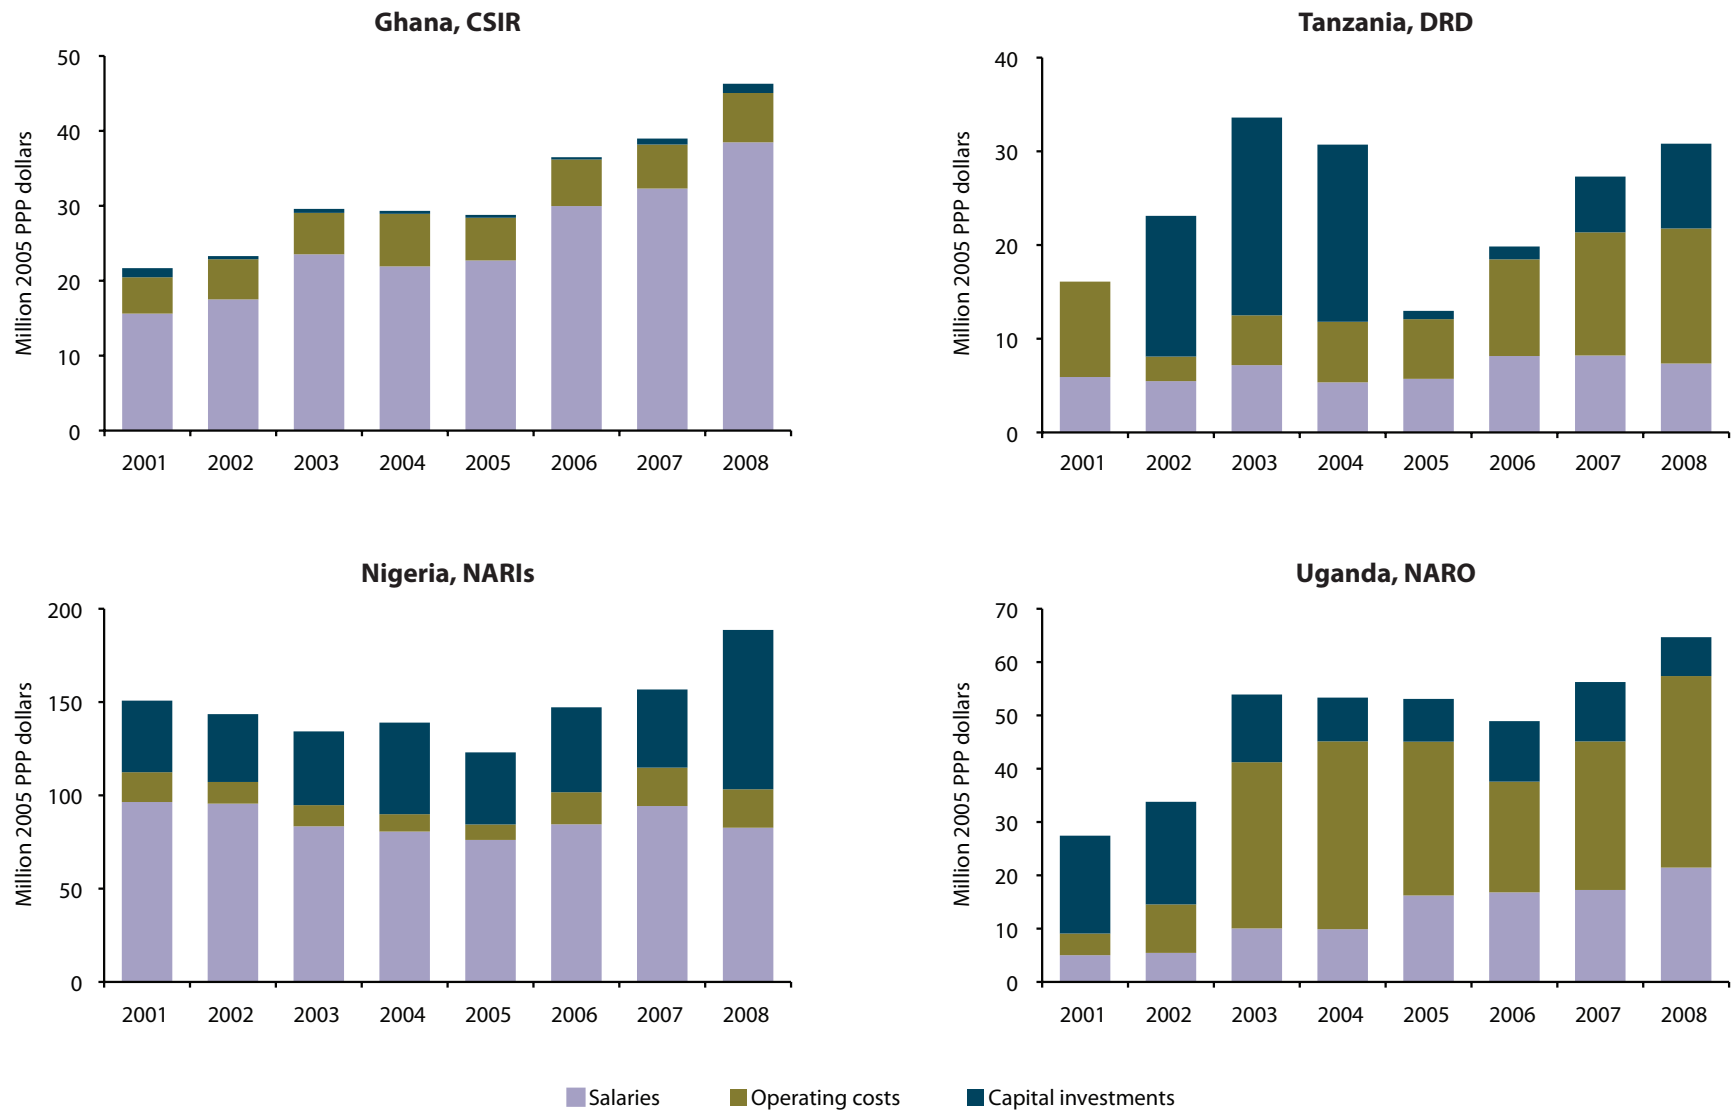 Ghana, CSIR
Million 2005 PPP dollars
50
40
30
20
10
0
2001 2002 2003 2004 2005 2006 2007 2008
Tanzania, DRD
Million 2005 PPP dollars
40
30
20
10
0
2001 2002 2003 2004 2005 2006 2007 2008
Nigeria, NARIs
Million 2005 PPP dollars
200
150
100
50
0
2001 2002 2003 2004 2005 2006 2007 2008
Uganda, NARO
Million 2005 PPP dollars
70
60
50
40
30
20
10
0
2001 2002 2003 2004 2005 2006 2007 2008
Salaries Operating costs Capital investments